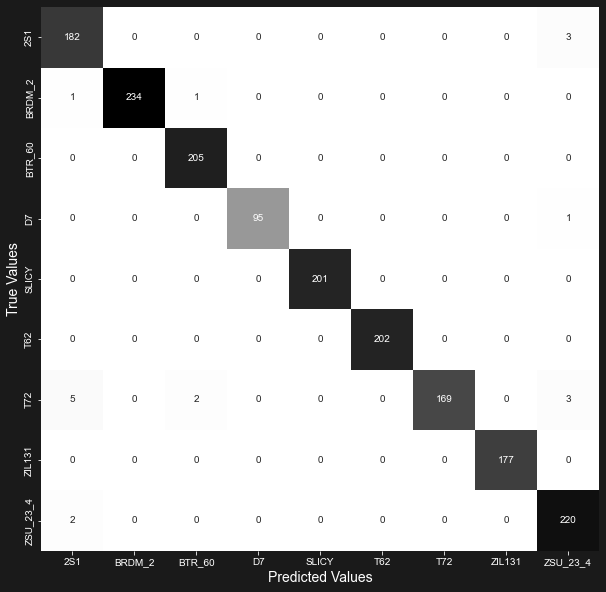 True Values
2S1 182 0 0 0 0 0 0 0 3
BRDM_2 1 234 1 0 0 0 0 0 0
BTR_60 0 0 205 0 0 0 0 0 0
D7 0 0 0 95 0 0 0 0 1
SLICY 0 0 0 0 201 0 0 0 0
T62 0 0 0 0 0 202 0 0 0
T72 5 0 2 0 0 0 169 0 3
ZIL131 0 0 0 0 0 0 0 177 0
ZSU_23_4 2 0 0 0 0 0 0 0 220
2S1 BRDM_2 BTR_60 D7 SLICY T62 T72 ZIL131 ZSU_23_4
Predicted Values